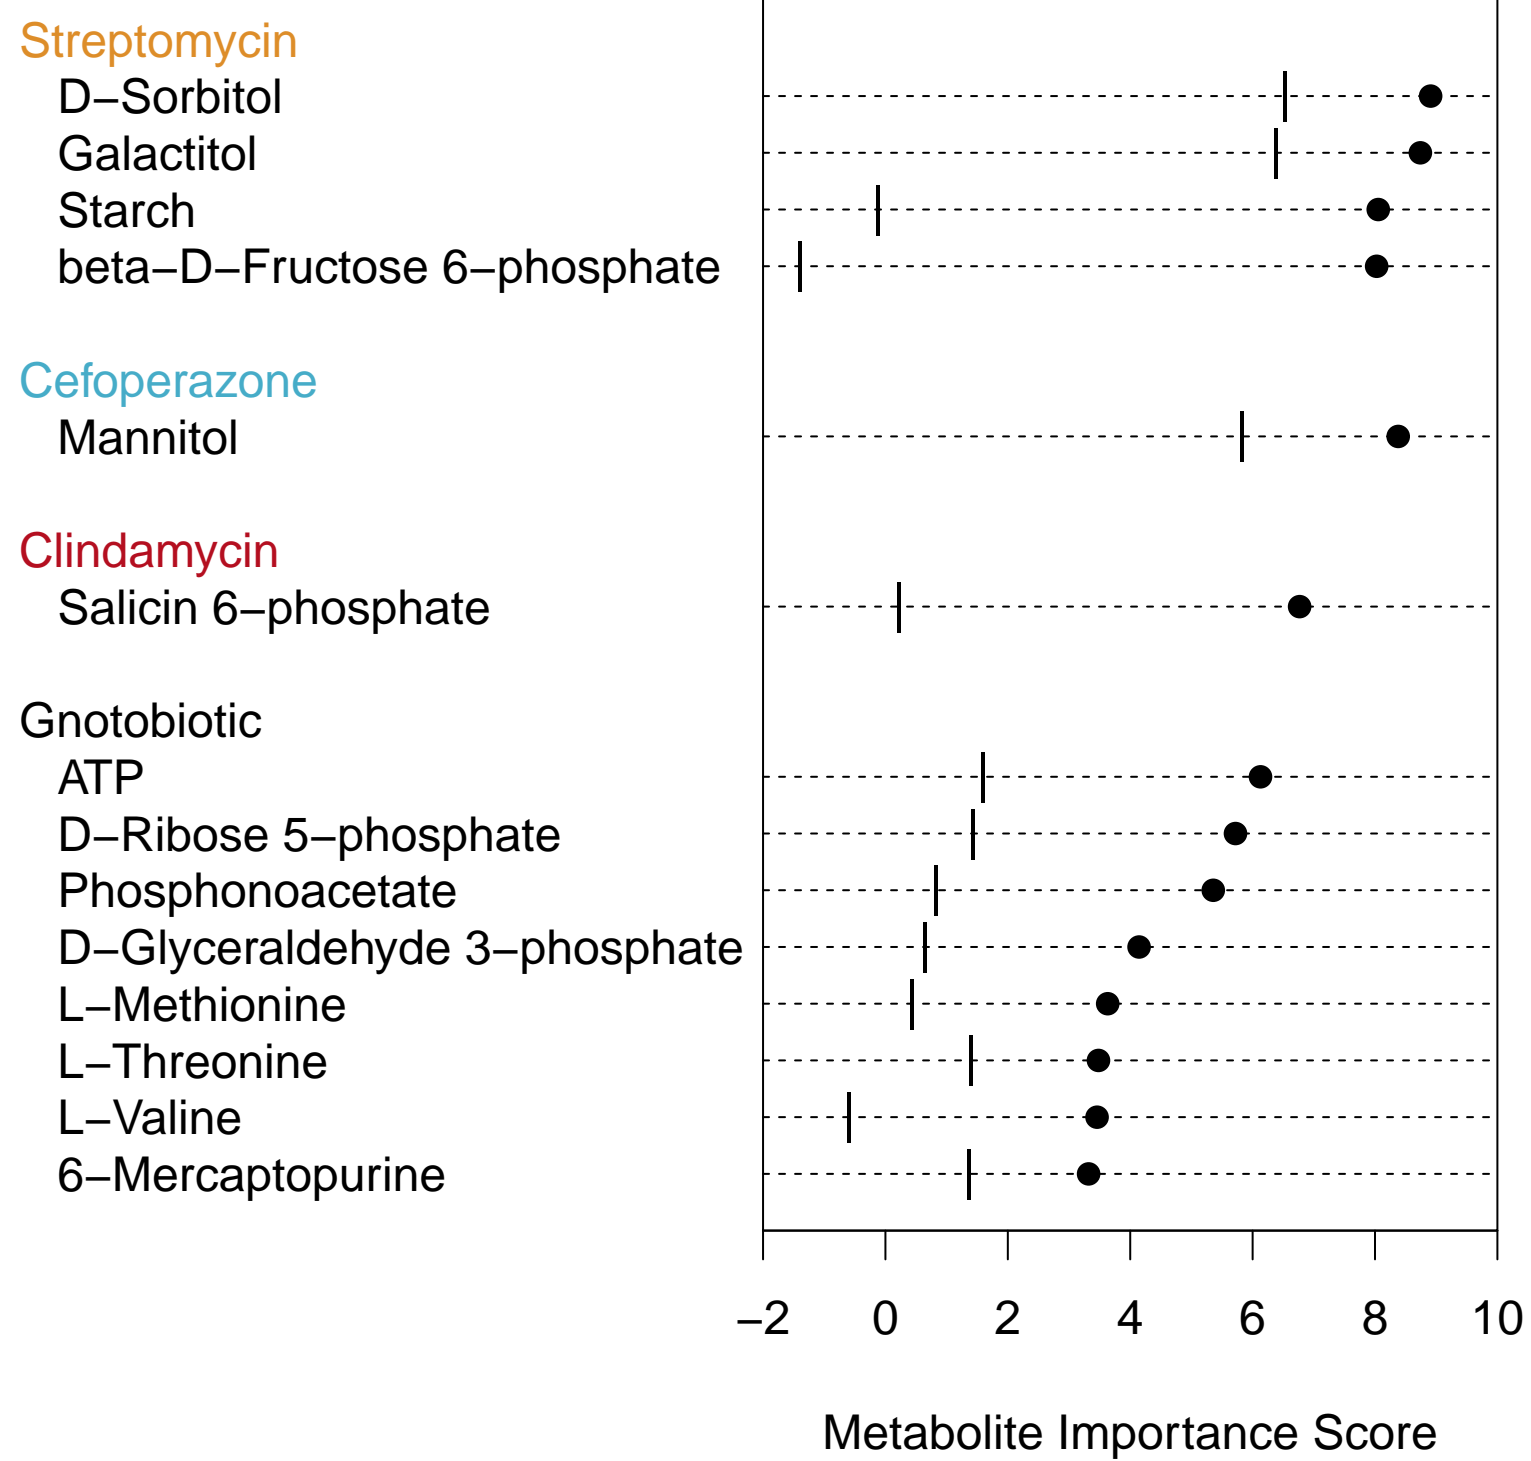 Streptomycin
D−Sorbitol
Galactitol
Starch
beta−D−Fructose 6−phosphate
Cefoperazone
Mannitol
Clindamycin
Salicin 6−phosphate
Gnotobiotic
ATP
D−Ribose 5−phosphate
Phosphonoacetate
D−Glyceraldehyde 3−phosphate
L−Methionine
L−Threonine
L−Valine
6−Mercaptopurine
−2 0 2 4 6 8 10
Metabolite Importance Score